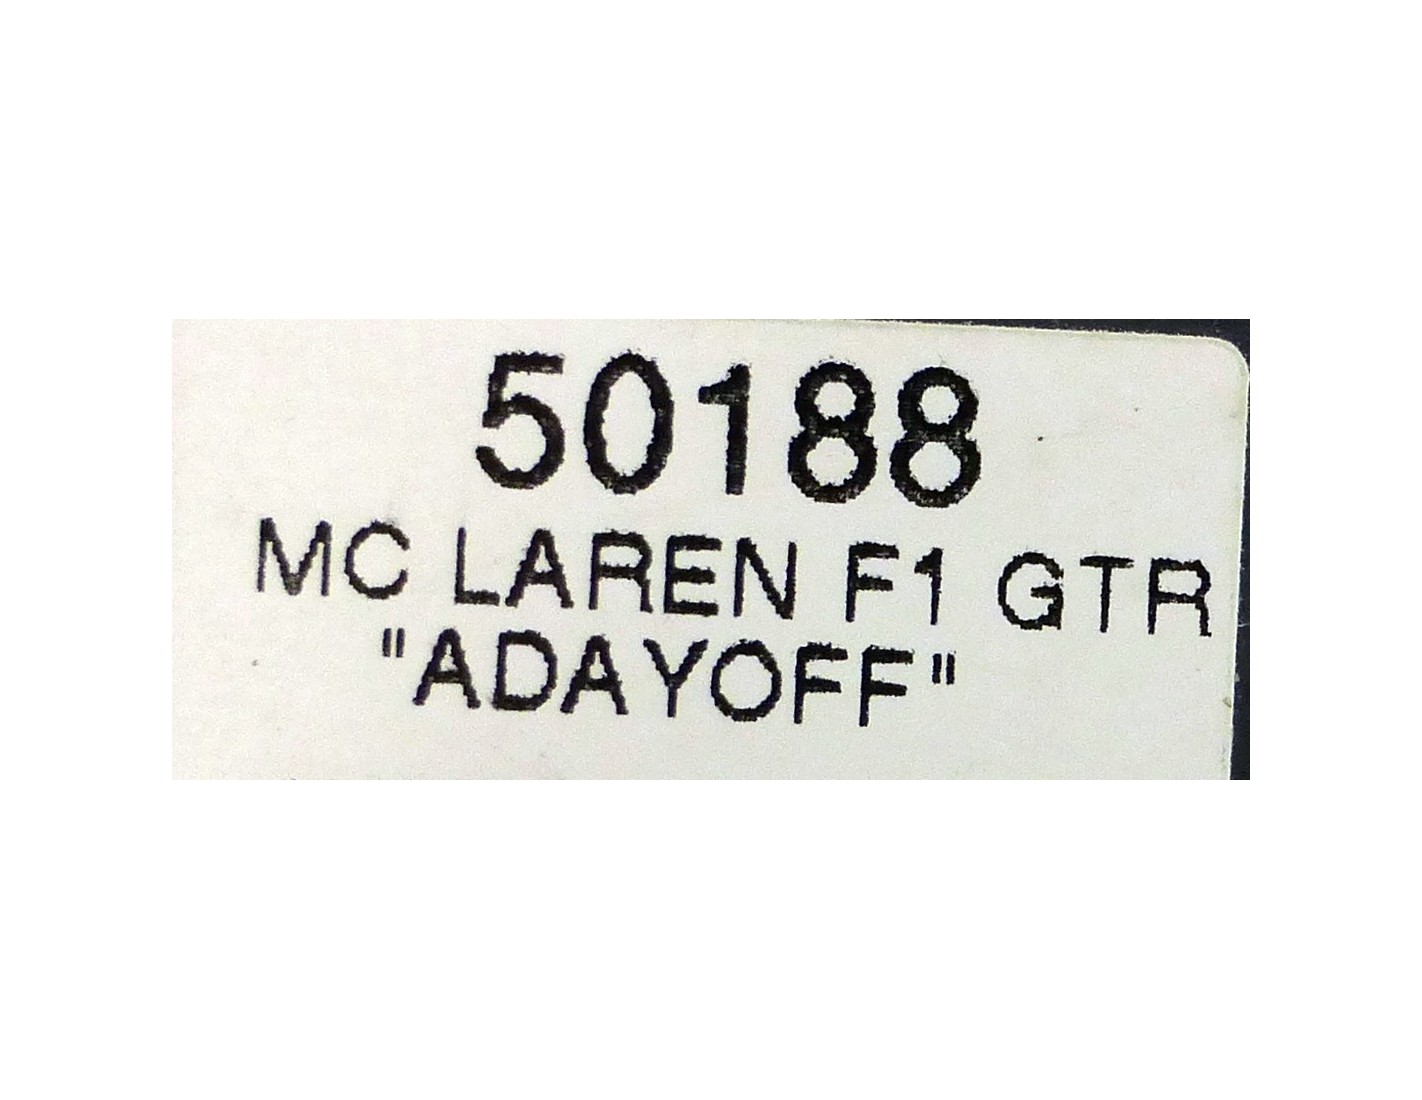 50188
MC LAREN F1 GTR
"ADAYOFF"